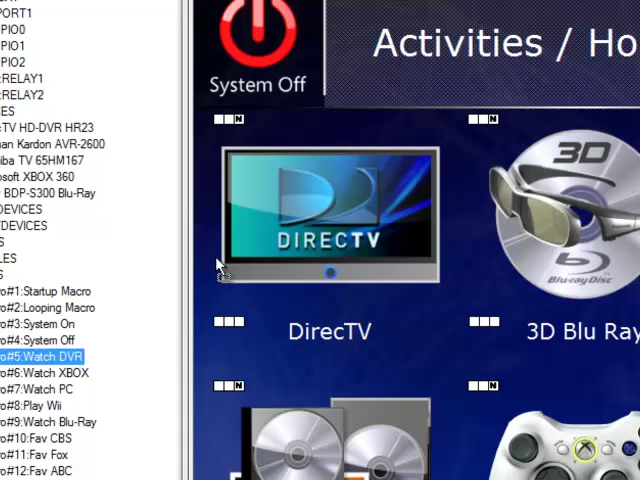 PORT1
PIO0
PIO1
PIO2
:RELAY1
:RELAY2
ES
TV HD-DVR HR23
an Kardon AVR-2600
iba TV 65HM167
osoft XBOX 360
BDP-S300 Blu-Ray
DEVICES
DEVICES
S
LES
S
o#1:Startup Macro
o#2:Looping Macro
o#3:System On
o#4:System Off
o#5:Watch DVR
o#6:Watch XBOX
o#7:Watch PC
o#8:Play Wii
o#9:Watch Blu-Ray
o#10:Fav CBS
o#11:Fav Fox
o#12:Fav ABC
System Off
Activities / Ho
N
N
DIRECTV
3D
Blu-ray Disc
DirecTV
3D Blu Ray
N
N